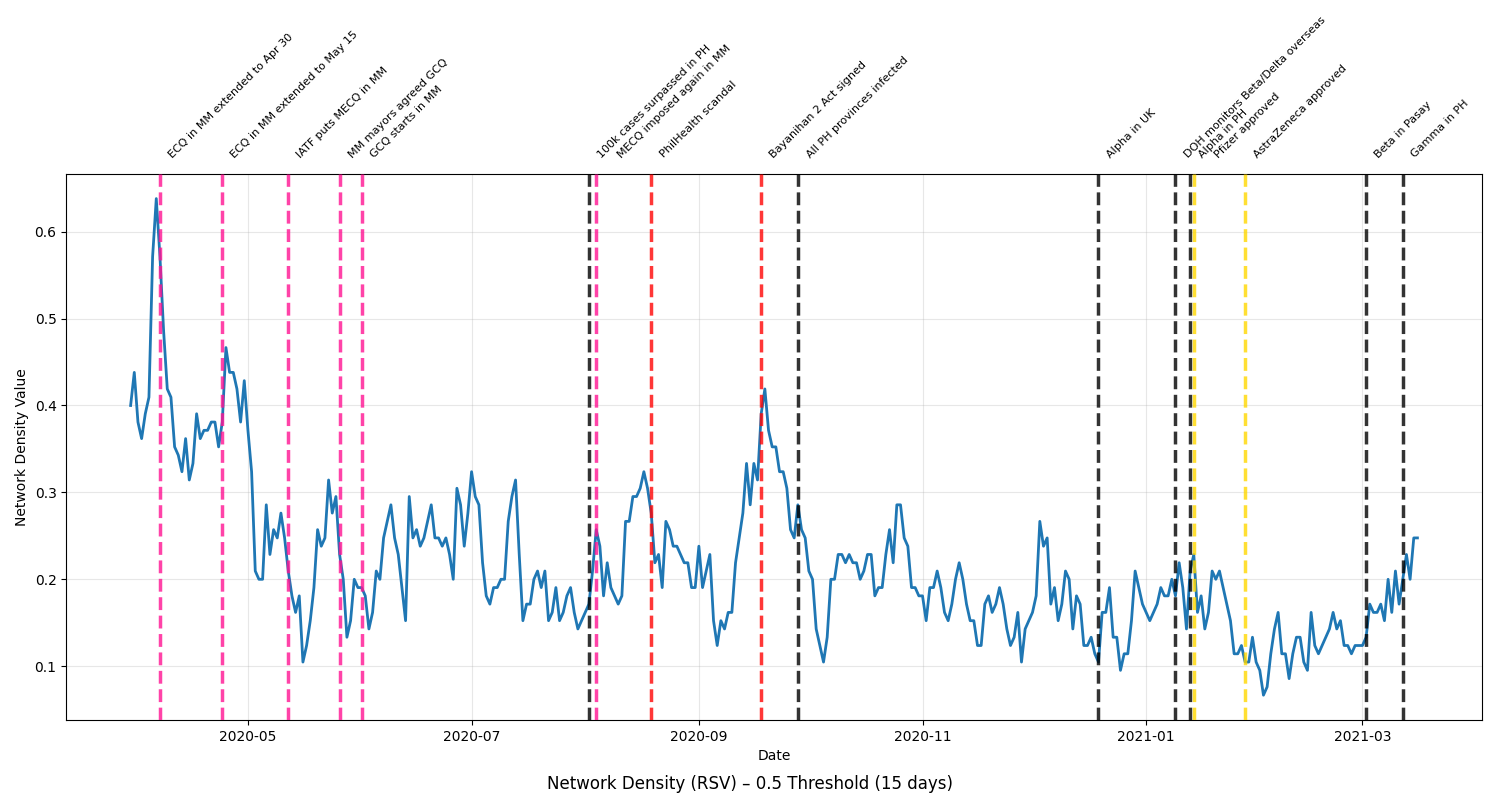 ECQ in MM extended to Apr 30
ECQ in MM extended to May 15
IATF puts MECQ in MM
MM mayors agreed GCQ
GCQ starts in MM
100k cases surpassed in PH
MECQ imposed again in MM
PhilHealth scandal
Bayanihan 2 Act signed
All PH provinces infected
Alpha in UK
DOH monitors Beta/Delta overseas
Alpha in PH
Pfizer approved
AstraZeneca approved
Beta in Pasay
Gamma in PH
Network Density Value
0.6
0.5
0.4
0.3
0.2
0.1
2020-05
2020-07
2020-09
2020-11
2021-01
2021-03
Date
Network Density (RSV) – 0.5 Threshold (15 days)